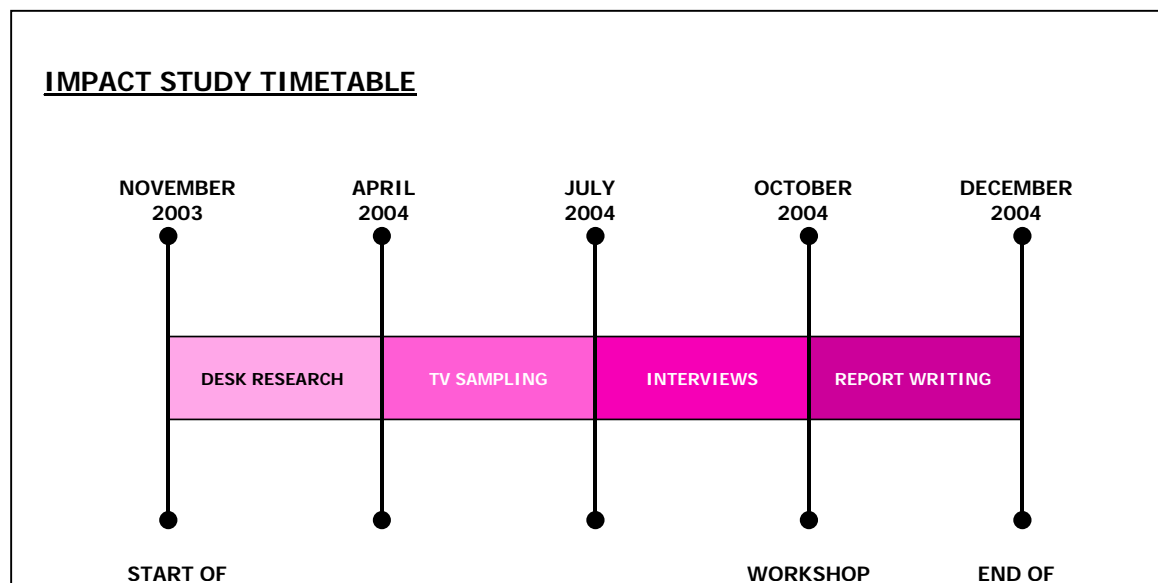 IMPACT STUDY TIMETABLE
NOVEMBER 2003
APRIL 2004
JULY 2004
OCTOBER 2004
DECEMBER 2004
DESK RESEARCH
TV SAMPLING
INTERVIEWS
REPORT WRITING
START OF
WORKSHOP
END OF